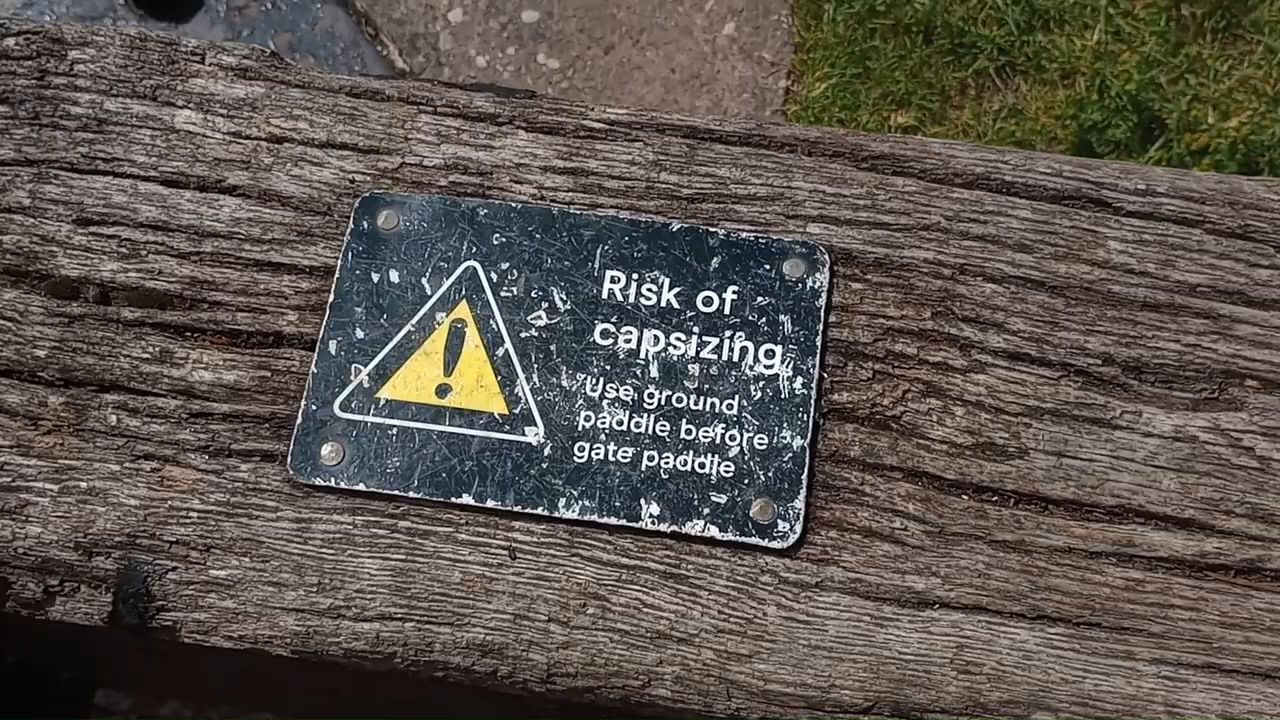 Risk of
capsizing
Use ground
paddle before
gate paddle